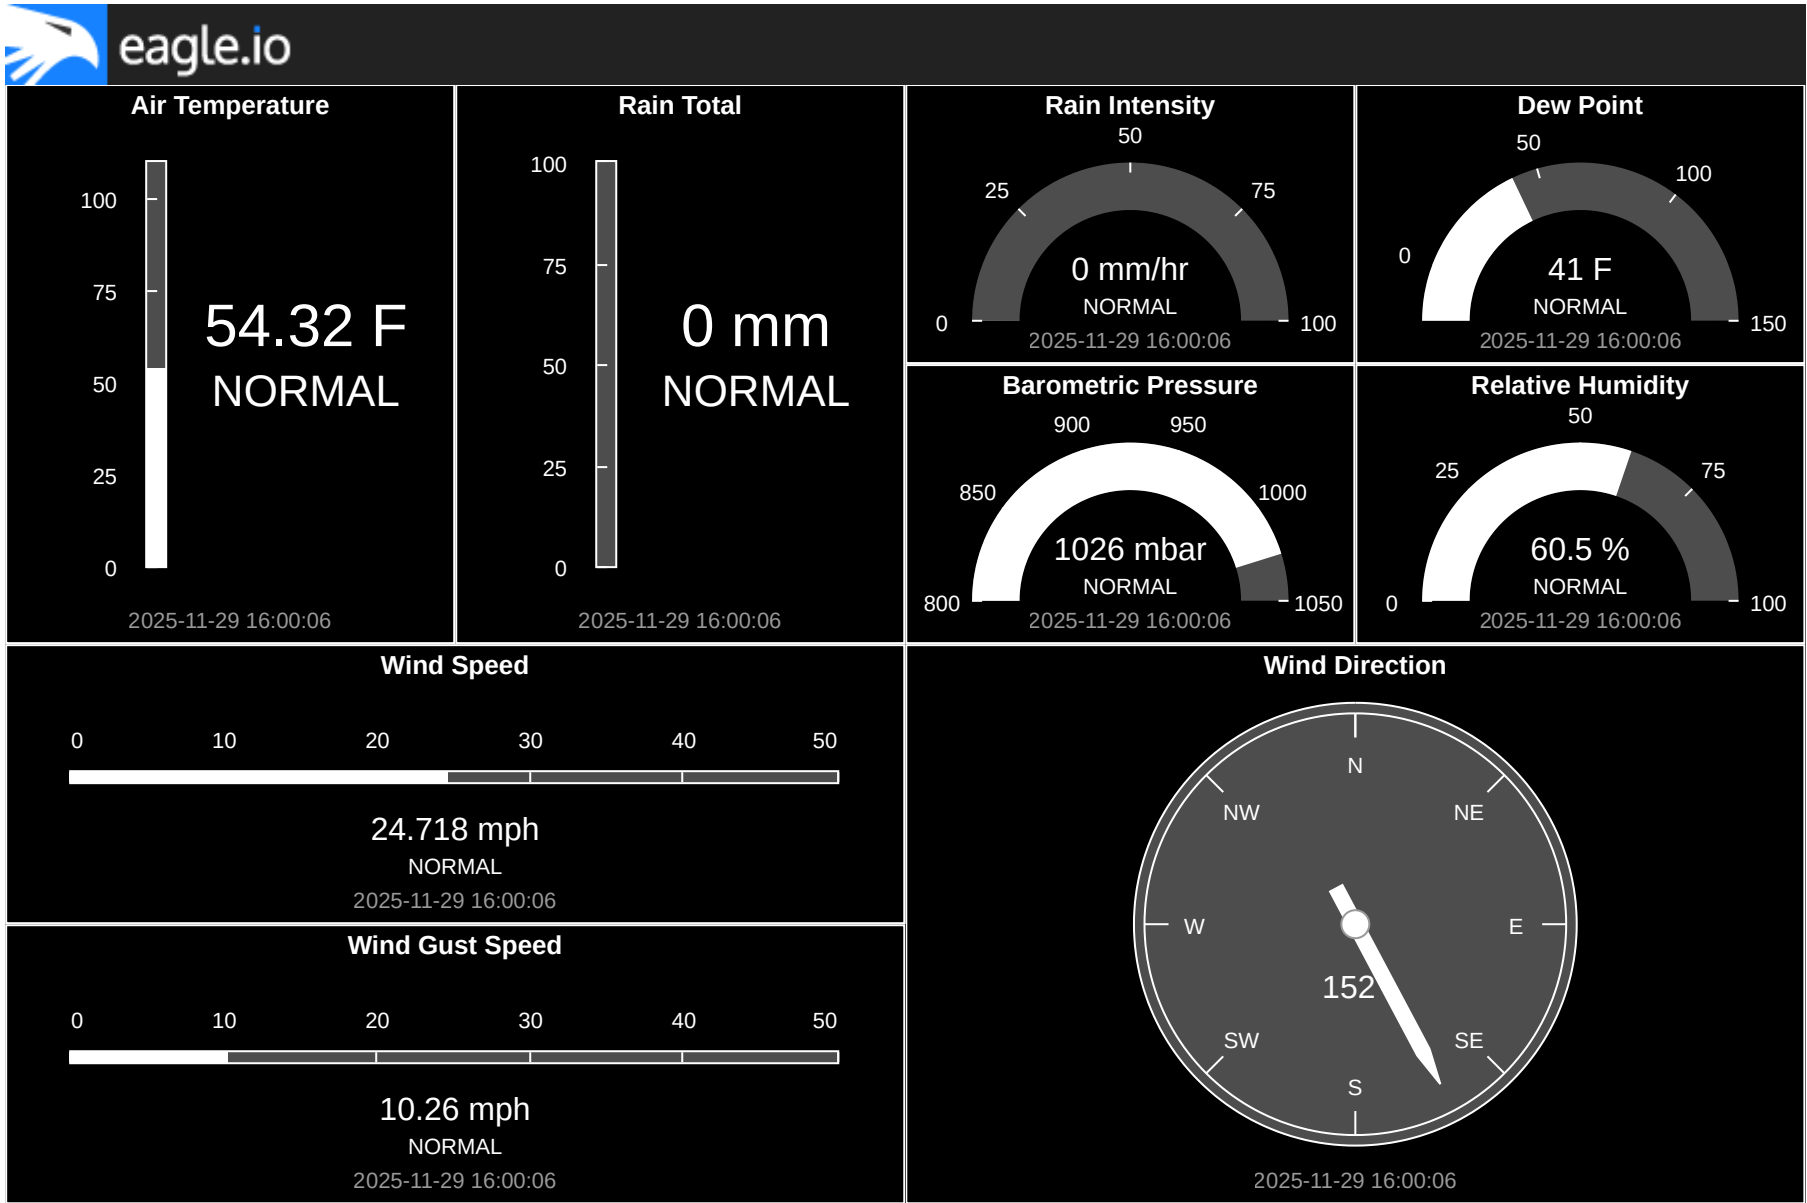 eagle.io
Air Temperature
100
75
50
25
0
54.32 F
NORMAL
2025-11-29 16:00:06
Rain Total
100
75
50
25
0
0 mm
NORMAL
2025-11-29 16:00:06
Rain Intensity
0
25
50
75
100
0 mm/hr
NORMAL
2025-11-29 16:00:06
Dew Point
0
50
100
150
41 F
NORMAL
2025-11-29 16:00:06
Barometric Pressure
800
850
900
950
1000
1050
1026 mbar
NORMAL
2025-11-29 16:00:06
Relative Humidity
0
25
50
75
100
60.5 %
NORMAL
2025-11-29 16:00:06
Wind Speed
0 10 20 30 40 50
24.718 mph
NORMAL
2025-11-29 16:00:06
Wind Gust Speed
0 10 20 30 40 50
10.26 mph
NORMAL
2025-11-29 16:00:06
Wind Direction
N
NW NE
W E
152
SW SE
S
2025-11-29 16:00:06